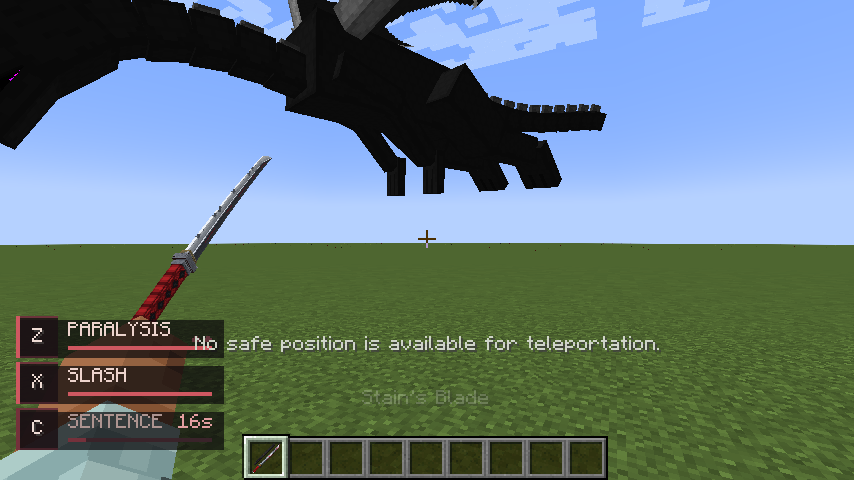 Z PARALYSIS
No safe position is available for teleportation.
X SLASH
Stain's Blade
C SENTENCE 16s